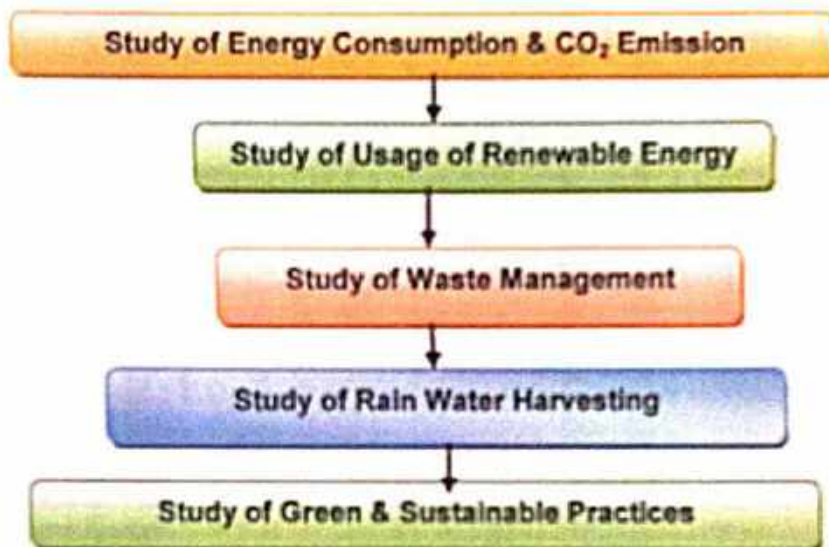 Study of Energy Consumption & CO₂ Emission
Study of Usage of Renewable Energy
Study of Waste Management
Study of Rain Water Harvesting
Study of Green & Sustainable Practices